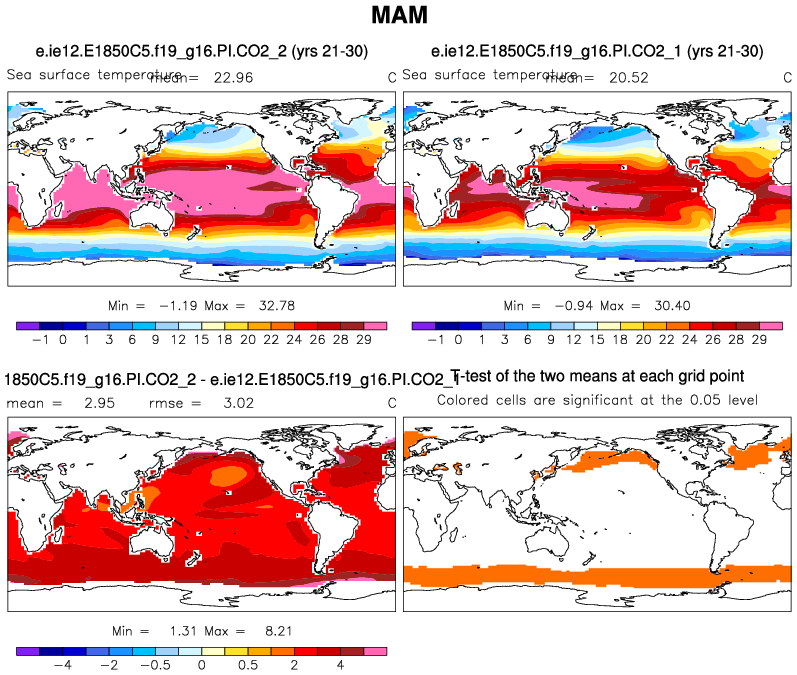 MAM
e.ie12.E1850C5.f19_g16.PI.CO2_2 (yrs 21-30)
Sea surface temperature mean= 22.96 C
e.ie12.E1850C5.f19_g16.PI.CO2_1 (yrs 21-30)
Sea surface temperature mean= 20.52 C
Min = -1.19 Max = 32.78
-1 0 1 3 6 9 12 15 18 20 22 24 26 28 29
Min = -0.94 Max = 30.40
-1 0 1 3 6 9 12 15 18 20 22 24 26 28 29
1850C5.f19_g16.PI.CO2_2 - e.ie12.E1850C5.f19_g16.PI.CO2_1
mean = 2.95 rmse = 3.02 C
T-test of the two means at each grid point
Colored cells are significant at the 0.05 level
Min = 1.31 Max = 8.21
-4 -2 -0.5 0 0.5 2 4